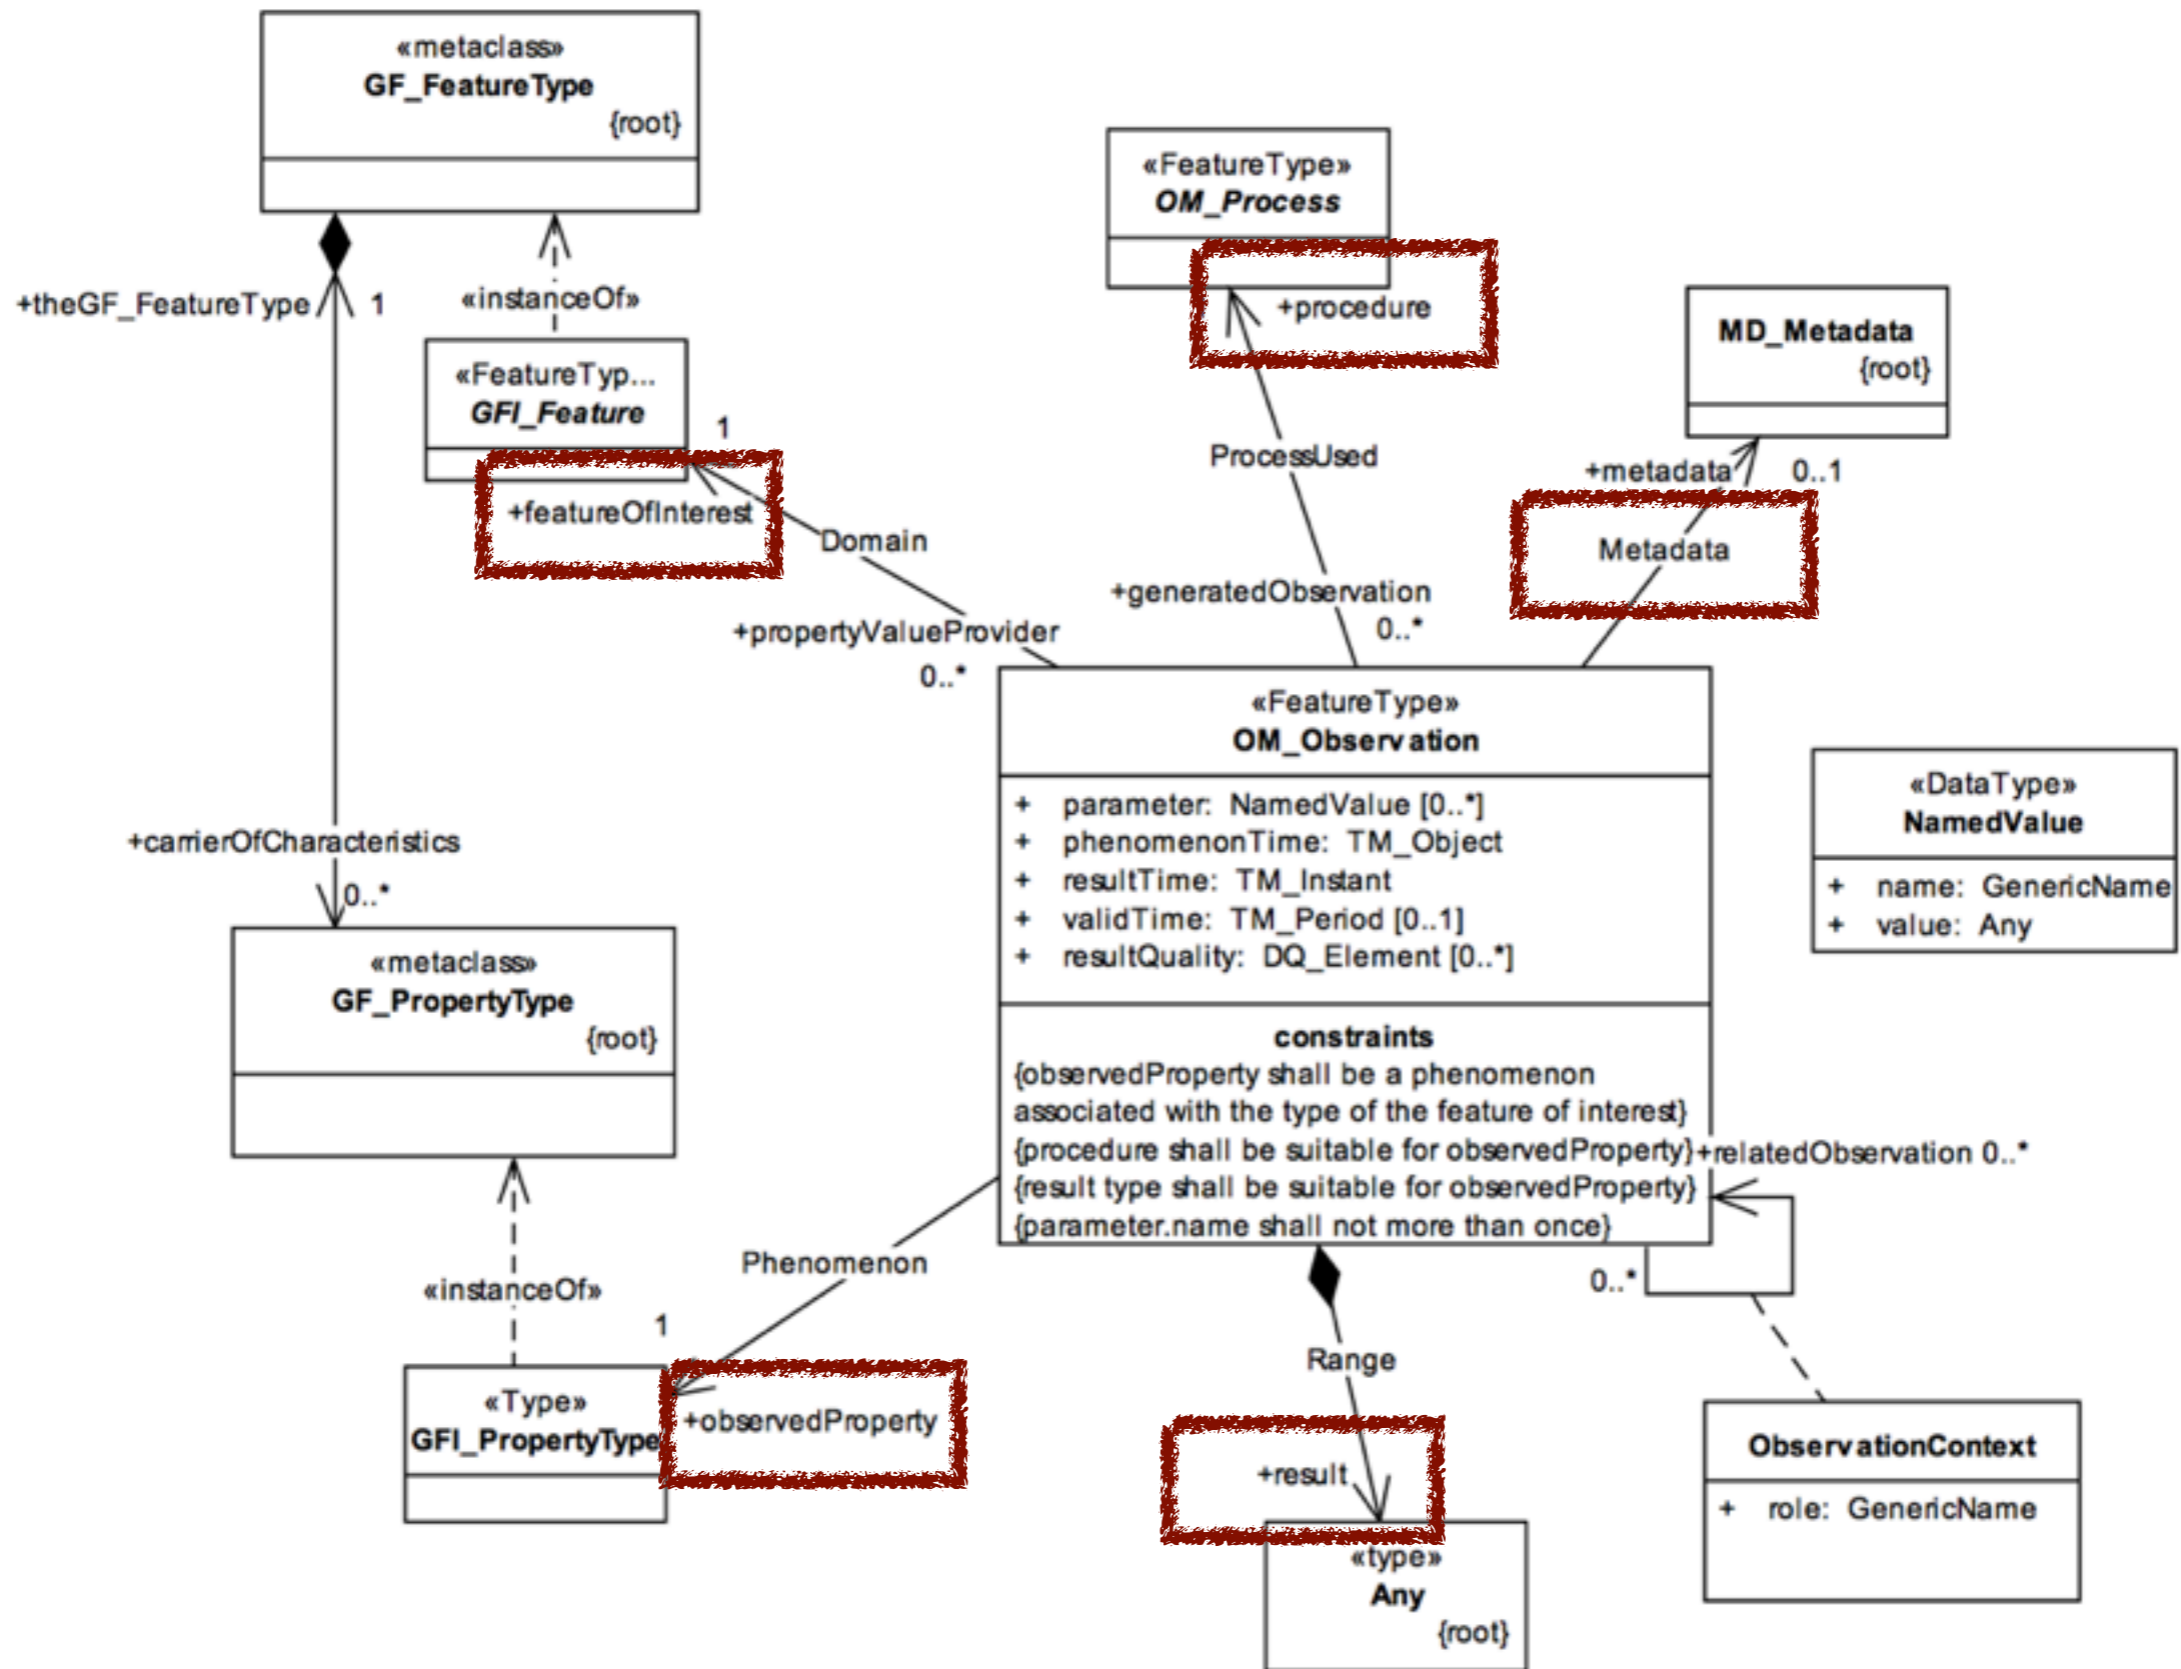 «metaclass»
GF_FeatureType
{root}
+theGF_FeatureType
1
«instanceOf»
«FeatureTyp...
GFI_Feature
1
+featureOfInterest
Domain
+propertyValueProvider
0..*
«FeatureType»
OM_Process
+procedure
ProcessUsed
+generatedObservation
0..*
MD_Metadata
{root}
+metadata
0..1
Metadata
«FeatureType»
OM_Observation
+ parameter: NamedValue [0..*]
+ phenomenonTime: TM_Object
+ resultTime: TM_Instant
+ validTime: TM_Period [0..1]
+ resultQuality: DQ_Element [0..*]
constraints
{observedProperty shall be a phenomenon
associated with the type of the feature of interest}
{procedure shall be suitable for observedProperty}
{result type shall be suitable for observedProperty}
{parameter.name shall not more than once}
«DataType»
NamedValue
+ name: GenericName
+ value: Any
+carrierOfCharacteristics
0..*
«metaclass»
GF_PropertyType
{root}
«instanceOf»
1
Phenomenon
«Type»
GFI_PropertyType
+observedProperty
+relatedObservation 0..*
0..*
Range
+result
«type»
Any
{root}
ObservationContext
+ role: GenericName